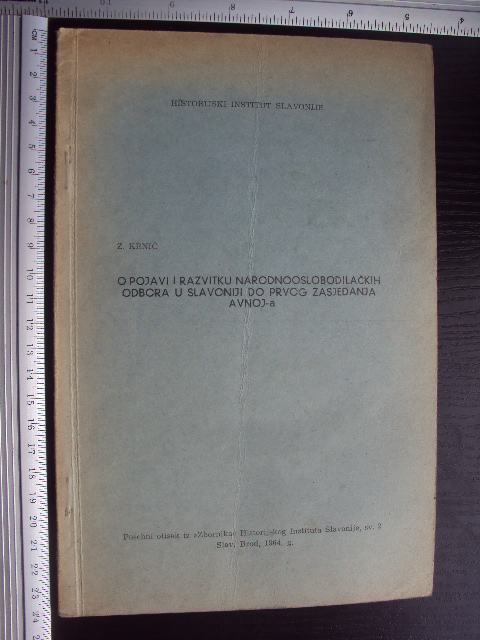 HISTORIJSKI INSTITUT SLAVONIJE
Z. KRNIĆ
O POJAVI I RAZVITKU NARODNOOSLOBODILAČKIH
ODBORA U SLAVONIJI DO PRVOG ZASJEDANJA
AVNOJ-a
Posebni otisak iz »Zbornika« Historijskog Instituta Slavonije, sv. 2
Slav. Brod, 1964. g.